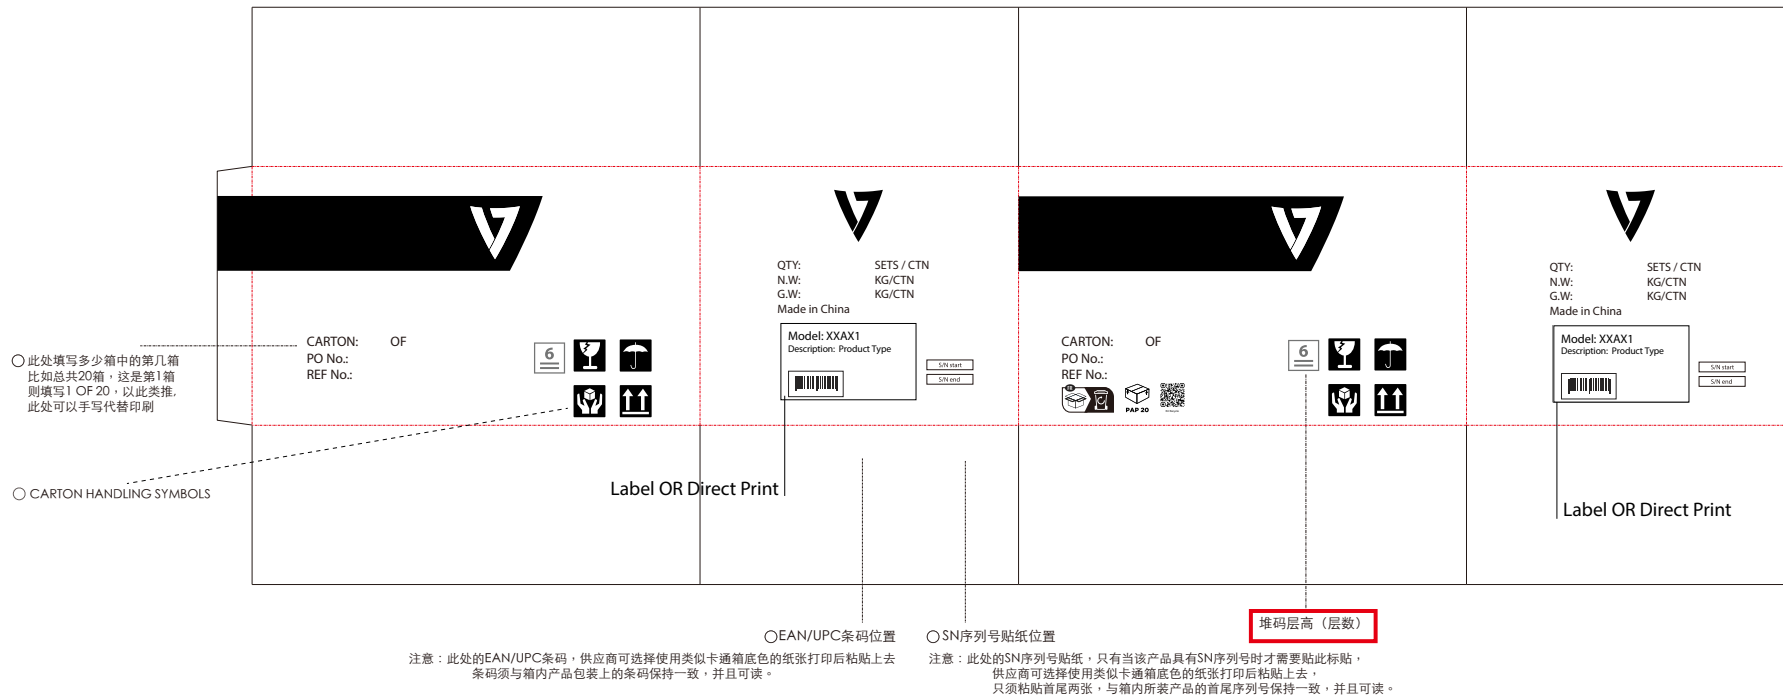 QTY:
SETS / CTN
N.W:
KG/CTN
G.W:
KG/CTN
Made in China
QTY:
SETS / CTN
N.W:
KG/CTN
G.W:
KG/CTN
Made in China
CARTON: OF
PO No.:
REF No.:
6
Model: XXAX1
Description: Product Type
S/N start
S/N end
CARTON: OF
PO No.:
REF No.:
PAP 20
6
Model: XXAX1
Description: Product Type
S/N start
S/N end
○ 此处填写多少箱中的第几箱
比如总共20箱，这是第1箱
则填写1 OF 20，以此类推.
此处可以手写代替印刷
○ CARTON HANDLING SYMBOLS
Label OR Direct Print
Label OR Direct Print
○EAN/UPC条码位置
注意：此处的EAN/UPC条码，供应商可选择使用类似卡通箱底色的纸张打印后粘贴上去
条码须与箱内产品包装上的条码保持一致，并且可读。
○SN序列号贴纸位置
注意：此处的SN序列号贴纸，只有当该产品具有SN序列号时才需要贴此标贴，
供应商可选择使用类似卡通箱底色的纸张打印后粘贴上去，
只须粘贴首尾两张，与箱内所装产品的首尾序列号保持一致，并且可读。
堆码层高（层数）